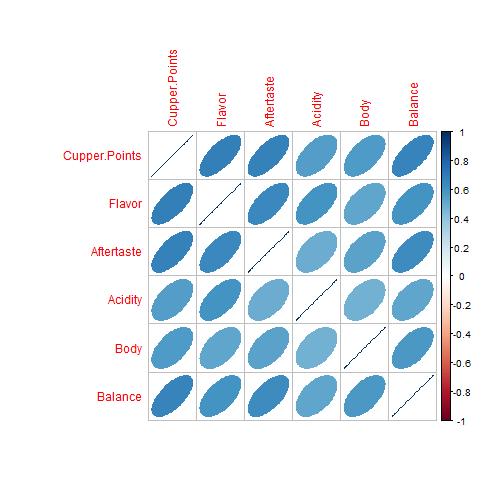 Cupper.Points
Flavor
Aftertaste
Acidity
Body
Balance
Cupper.Points
Flavor
Aftertaste
Acidity
Body
Balance
1
0.8
0.6
0.4
0.2
0
-0.2
-0.4
-0.6
-0.8
-1